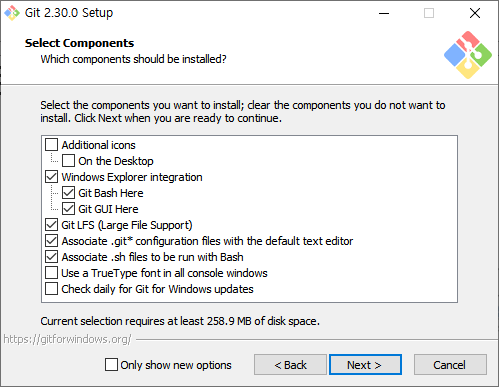 Git 2.30.0 Setup
Select Components
Which components should be installed?
Select the components you want to install; clear the components you do not want to
install. Click Next when you are ready to continue.
Additional icons
On the Desktop
Windows Explorer integration
Git Bash Here
Git GUI Here
Git LFS (Large File Support)
Associate .git* configuration files with the default text editor
Associate .sh files to be run with Bash
Use a TrueType font in all console windows
Check daily for Git for Windows updates
Current selection requires at least 258.9 MB of disk space.
https://gitforwindows.org/
Only show new options
< Back
Next >
Cancel